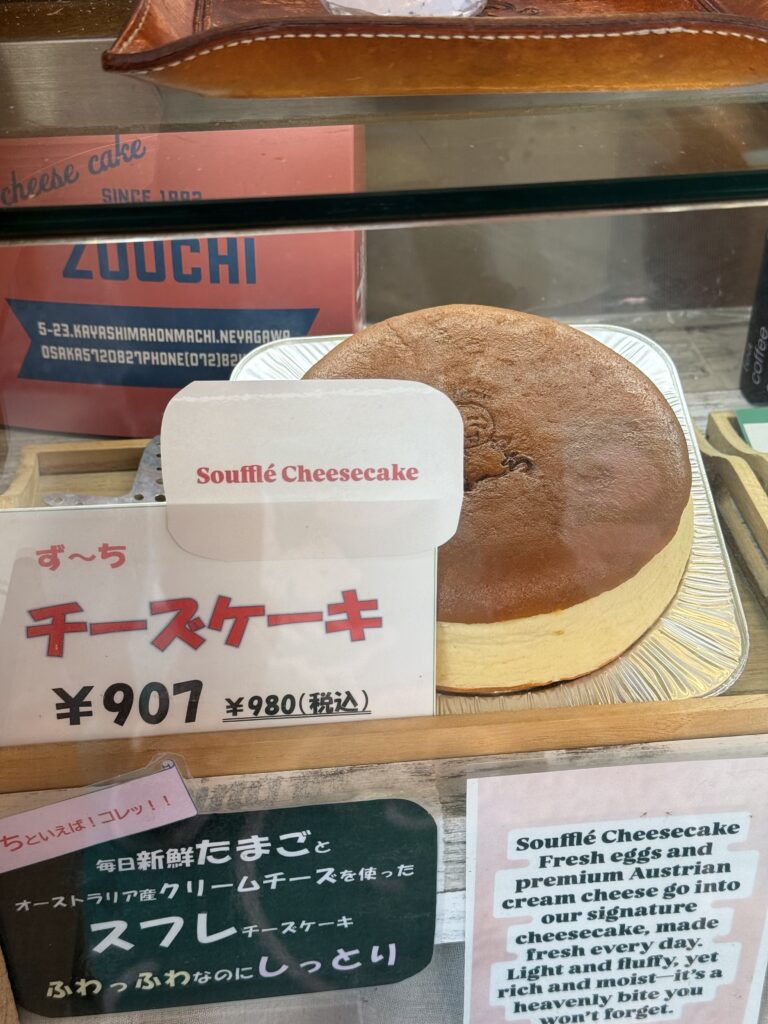 cheese cake
SINCE 1992
ZUUCHI
5-23.KAYASHIMAHONMACHI.NEYAGAWA
OSAKA572-0827PHONE(072)82
coffee
Soufflé Cheesecake
ず〜ち
チーズケーキ
¥907 ¥980(税込)
ちといえば！コレッ！！
毎日新鮮たまごと
オーストラリア産クリームチーズを使った
スフレチーズケーキ
ふわっふわなのにしっとり
Soufflé Cheesecake
Fresh eggs and
premium Austrian
cream cheese go into
our signature
cheesecake, made
fresh every day.
Light and fluffy, yet
rich and moist—it's a
heavenly bite you
won't forget.